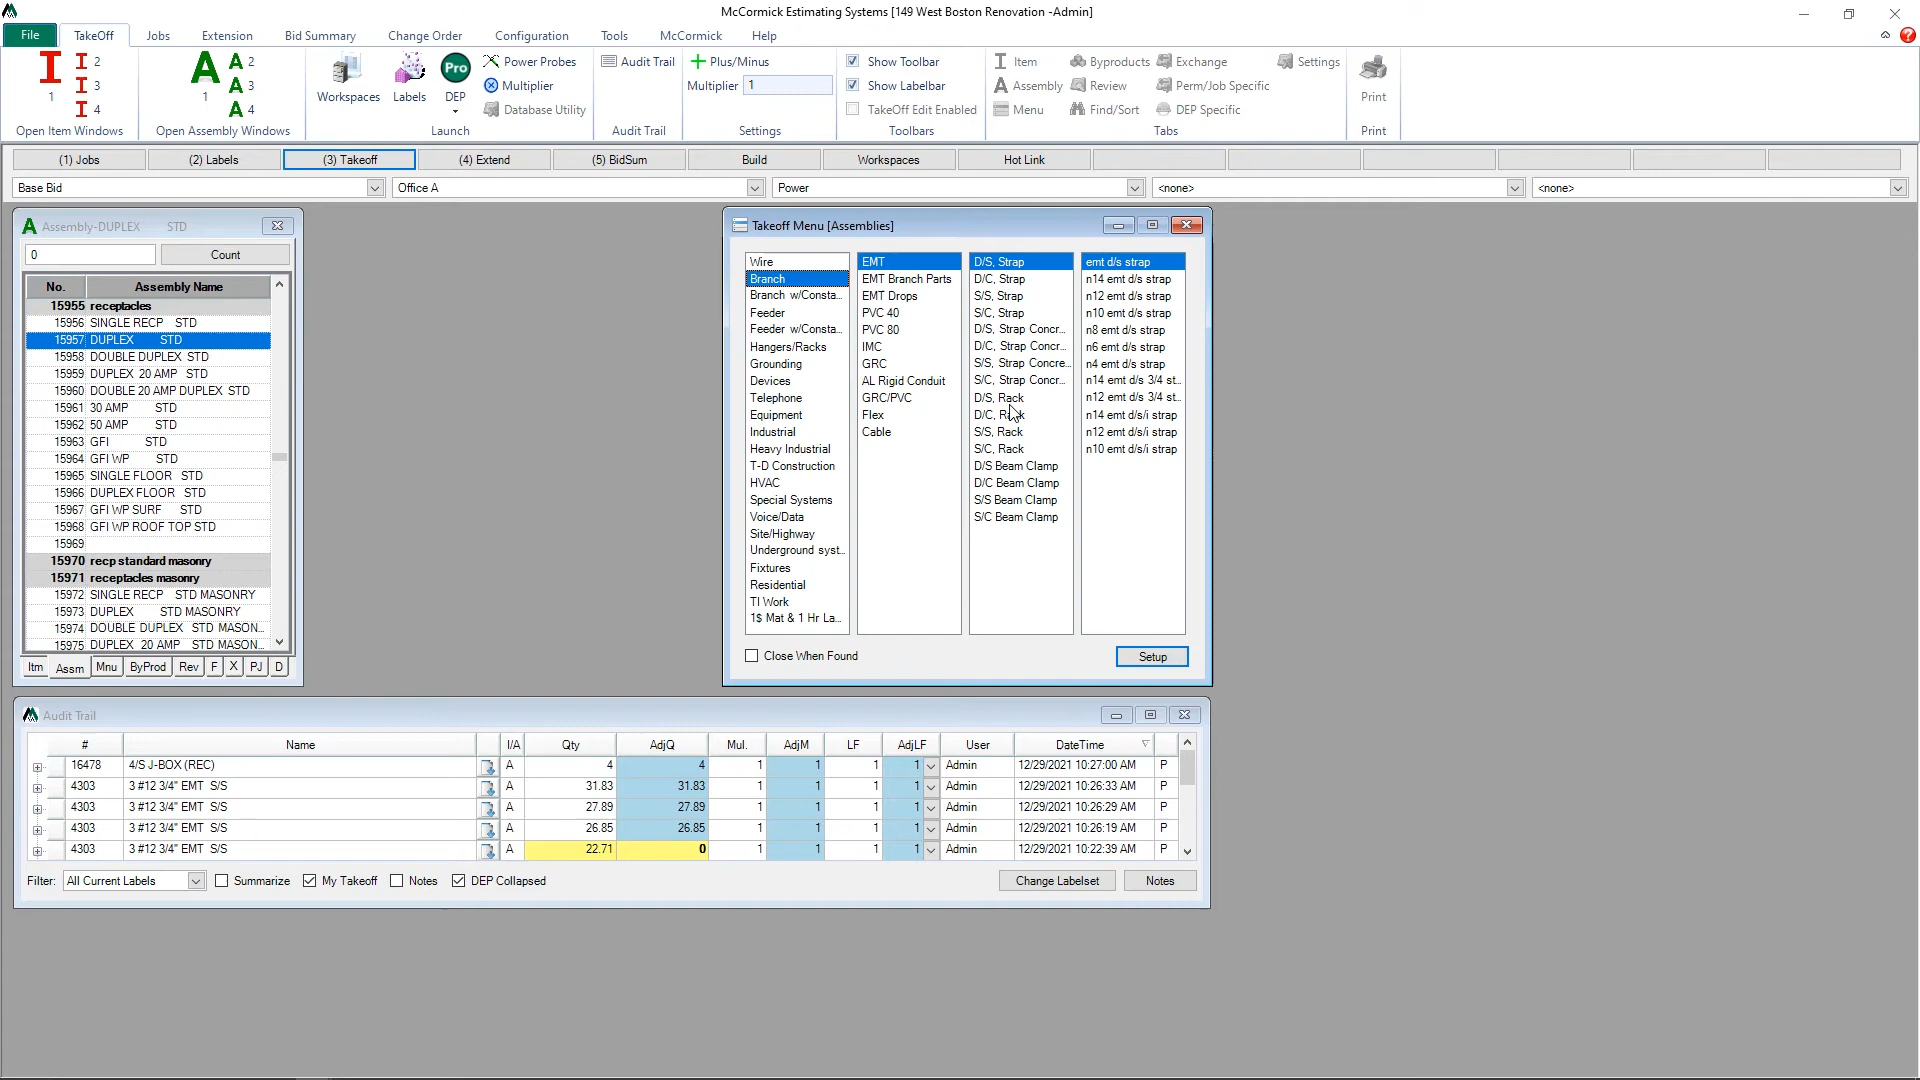 McCormick Estimating Systems [149 West Boston Renovation -Admin]
File TakeOff Jobs Extension Bid Summary Change Order Configuration Tools McCormick Help
2 2 Power Probes Audit Trail Plus/Minus Show Toolbar Item Byproducts Exchange Settings
3 3 Multiplier Multiplier 1 Show Labelbar Assembly Review Perm/Job Specific
1 4 1 4 Workspaces Labels Pro DEP Database Utility TakeOff Edit Enabled Menu Find/Sort DEP Specific Print
Open Item Windows Open Assembly Windows Launch Audit Trail Settings Toolbars Tabs Print
(1) Jobs (2) Labels (3) Takeoff (4) Extend (5) BidSum Build Workspaces Hot Link
Base Bid Office A Power <none> <none>
Assembly-DUPLEX STD
0 Count
No. Assembly Name
15955 receptacles
15956 SINGLE RECP STD
15957 DUPLEX STD
15958 DOUBLE DUPLEX STD
15959 DUPLEX 20 AMP STD
15960 DOUBLE 20 AMP DUPLEX STD
15961 30 AMP STD
15962 50 AMP STD
15963 GFI STD
15964 GFI WP STD
15965 SINGLE FLOOR STD
15966 DUPLEX FLOOR STD
15967 GFI WP SURF STD
15968 GFI WP ROOF TOP STD
15969
15970 recp standard masonry
15971 receptacles masonry
15972 SINGLE RECP STD MASONRY
15973 DUPLEX STD MASONRY
15974 DOUBLE DUPLEX STD MASON...
15975 DUPLEX 20 AMP STD MASON...
Itm Assm Mnu ByProd Rev F X PJ D
Takeoff Menu [Assemblies]
Wire
Branch
Branch w/Consta...
Feeder
Feeder w/Consta...
Hangers/Racks
Grounding
Devices
Telephone
Equipment
Industrial
Heavy Industrial
T-D Construction
HVAC
Special Systems
Voice/Data
Site/Highway
Underground syst...
Fixtures
Residential
TI Work
1$ Mat & 1 Hr La...
EMT
EMT Branch Parts
EMT Drops
PVC 40
PVC 80
IMC
GRC
AL Rigid Conduit
GRC/PVC
Flex
Cable
D/S, Strap
D/C, Strap
S/S, Strap
S/C, Strap
D/S, Strap Concr...
D/C, Strap Concr...
S/S, Strap Concre...
S/C, Strap Concr...
D/S, Rack
D/C, Rack
S/S, Rack
S/C, Rack
D/S Beam Clamp
D/C Beam Clamp
S/S Beam Clamp
S/C Beam Clamp
emt d/s strap
n14 emt d/s strap
n12 emt d/s strap
n10 emt d/s strap
n8 emt d/s strap
n6 emt d/s strap
n4 emt d/s strap
n14 emt d/s 3/4 st...
n12 emt d/s 3/4 st...
n14 emt d/s/i strap
n12 emt d/s/i strap
n10 emt d/s/i strap
Close When Found Setup
Audit Trail
# Name I/A Qty AdjQ Mul. AdjM LF AdjLF User DateTime
16478 4/S J-BOX (REC) A 4 4 1 1 1 1 Admin 12/29/2021 10:27:00 AM P
4303 3 #12 3/4" EMT S/S A 31.83 31.83 1 1 1 1 Admin 12/29/2021 10:26:33 AM P
4303 3 #12 3/4" EMT S/S A 27.89 27.89 1 1 1 1 Admin 12/29/2021 10:26:29 AM P
4303 3 #12 3/4" EMT S/S A 26.85 26.85 1 1 1 1 Admin 12/29/2021 10:26:19 AM P
4303 3 #12 3/4" EMT S/S A 22.71 0 1 1 1 1 Admin 12/29/2021 10:22:39 AM P
Filter: All Current Labels Summarize My Takeoff Notes DEP Collapsed Change Labelset Notes